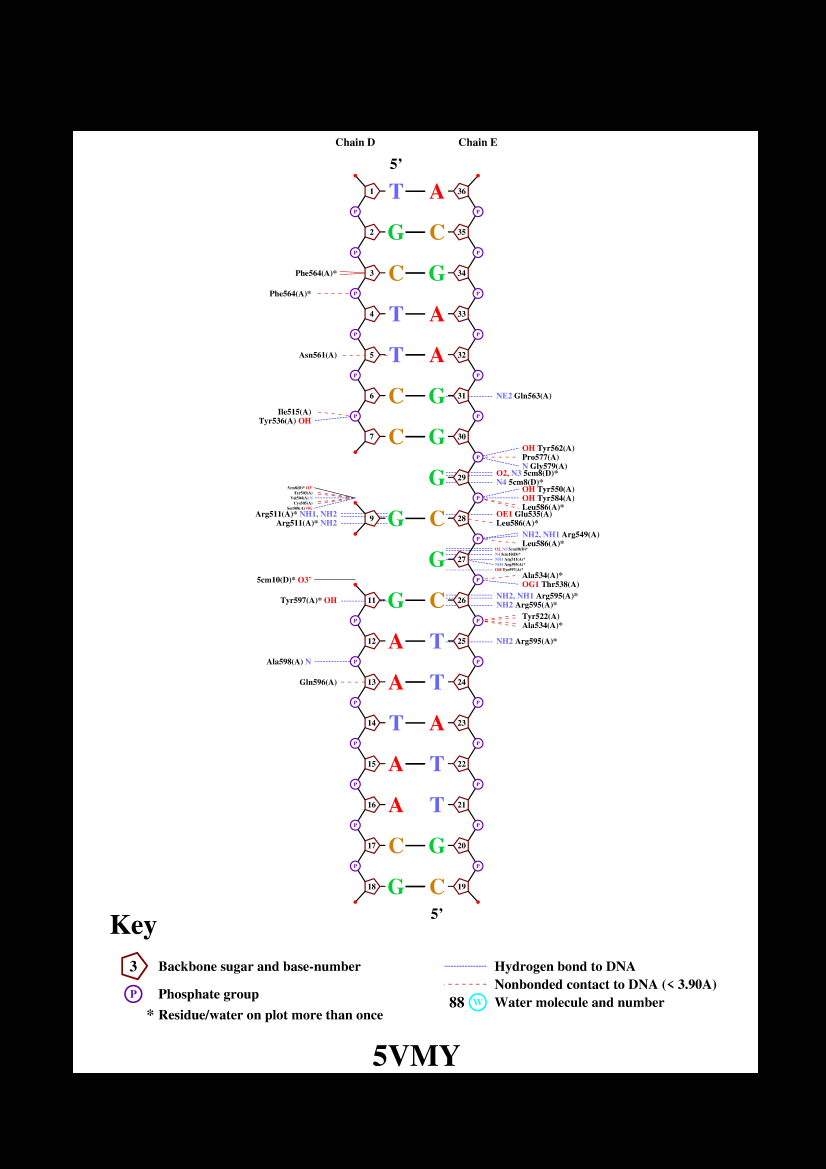 Chain D Chain E
5’
1 T A 36
P P
2 G C 35
P P
Phe564(A)* 3 C G 34
Phe564(A)* P P
4 T A 33
P P
Asn561(A) 5 T A 32
P P
6 C G 31 NE2 Gln563(A)
Ile515(A)
Tyr536(A) OH P P
7 C G 30
OH Tyr562(A)
P Pro577(A)
N Gly579(A)
G 29 O2, N3 5cm8(D)*
N4 5cm8(D)*
OH Tyr550(A)
P OH Tyr584(A)
Leu586(A)*
Arg511(A)* NH1, NH2 OE1 Glu535(A)
9 G C 28
Arg511(A)* NH2 Leu586(A)*
NH2, NH1 Arg549(A)
P Leu586(A)*
G 27
Ala534(A)*
5cm10(D)* O3' P
OG1 Thr538(A)
NH2, NH1 Arg595(A)*
Tyr597(A)* OH 11 G C 26
NH2 Arg595(A)*
Tyr522(A)
P P
Ala534(A)*
12 A T 25 NH2 Arg595(A)*
Ala598(A) N P P
Gln596(A) 13 A T 24
P P
14 T A 23
P P
15 A T 22
P P
16 A T 21
P P
17 C G 20
P P
18 G C 19
5’
Key
3 Backbone sugar and base-number Hydrogen bond to DNA
Nonbonded contact to DNA (< 3.90A)
P Phosphate group
88 W Water molecule and number
* Residue/water on plot more than once
5VMY